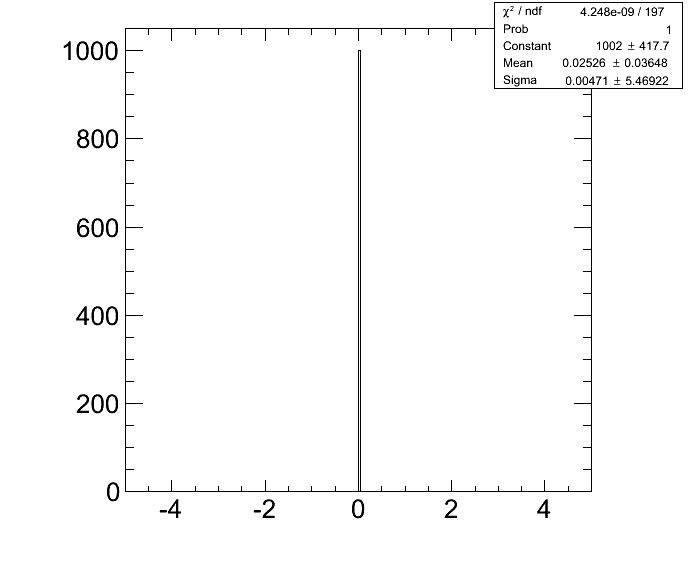 χ² / ndf 4.248e-09 / 197
Prob 1
Constant 1002 ± 417.7
Mean 0.02526 ± 0.03648
Sigma 0.00471 ± 5.46922
1000
800
600
400
200
0
-4 -2 0 2 4